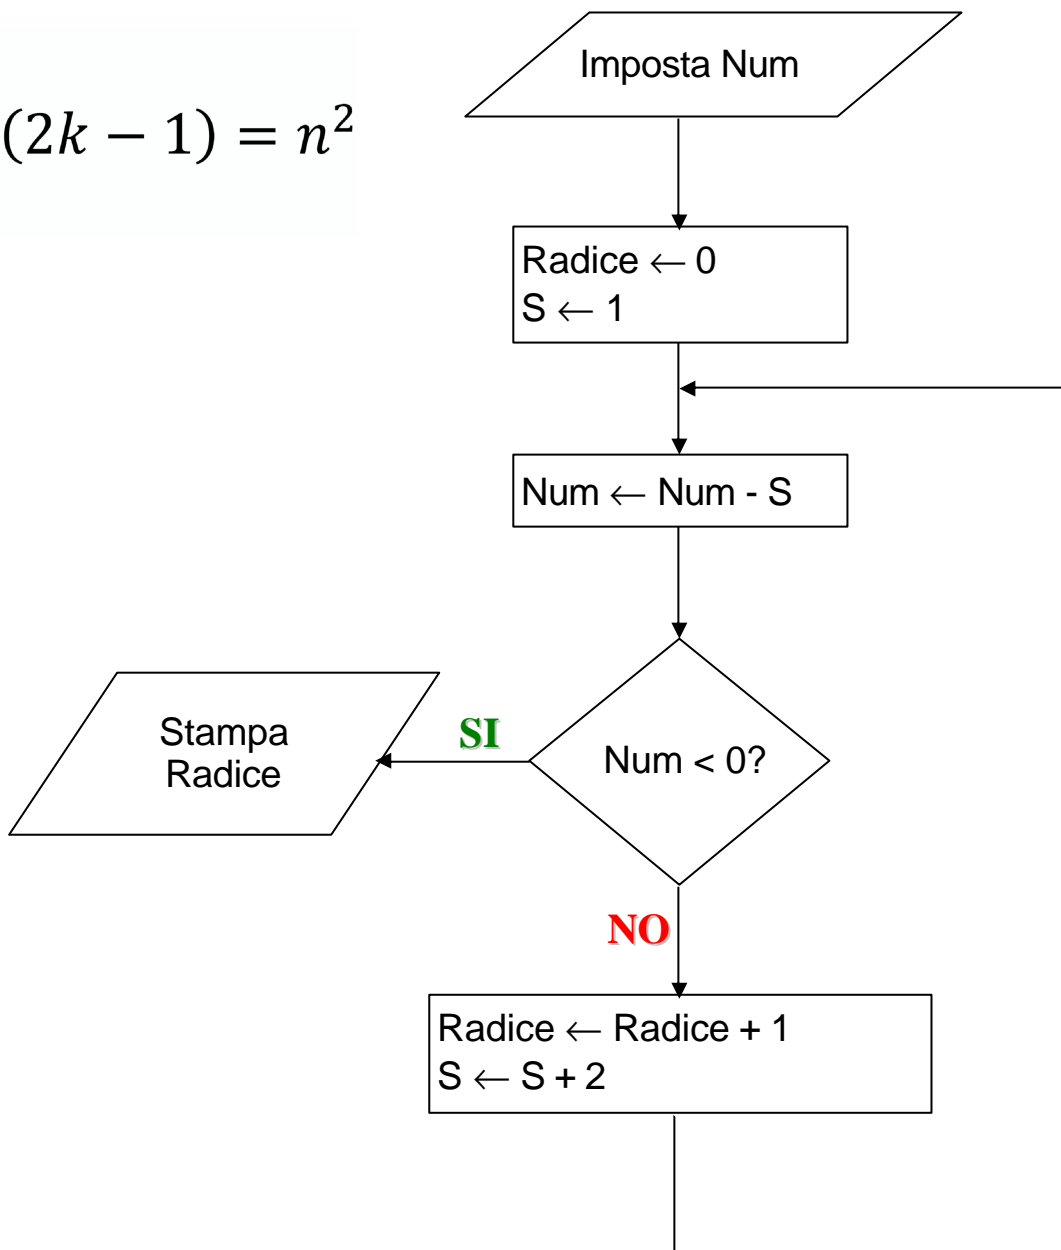 (2k − 1) = n²
Imposta Num
Radice ← 0
S ← 1
Num ← Num - S
Num < 0?
SI
Stampa
Radice
NO
Radice ← Radice + 1
S ← S + 2